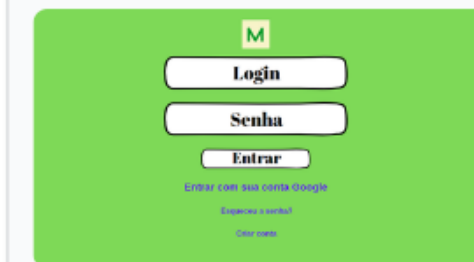 M
Login
Senha
Entrar
Entrar com sua conta Google
Esqueceu a senha?
Criar conta